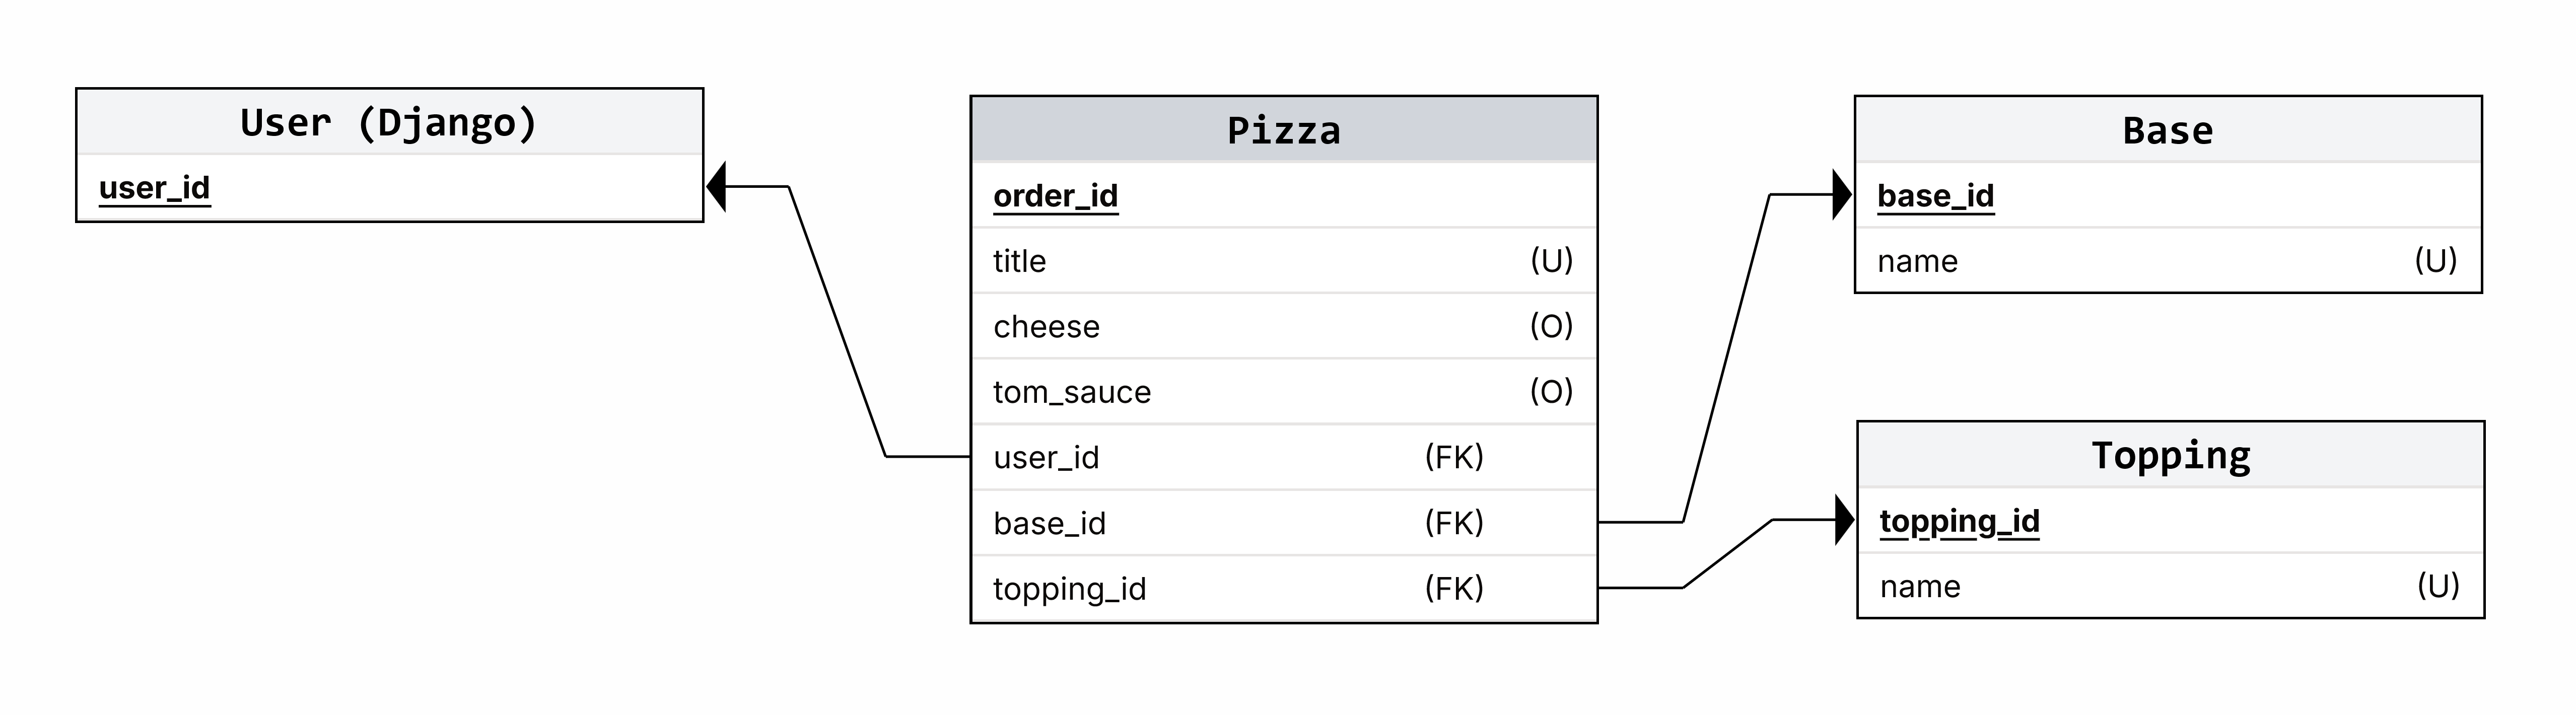 User (Django)
user_id
Pizza
order_id
title (U)
cheese (O)
tom_sauce (O)
user_id (FK)
base_id (FK)
topping_id (FK)
Base
base_id
name (U)
Topping
topping_id
name (U)